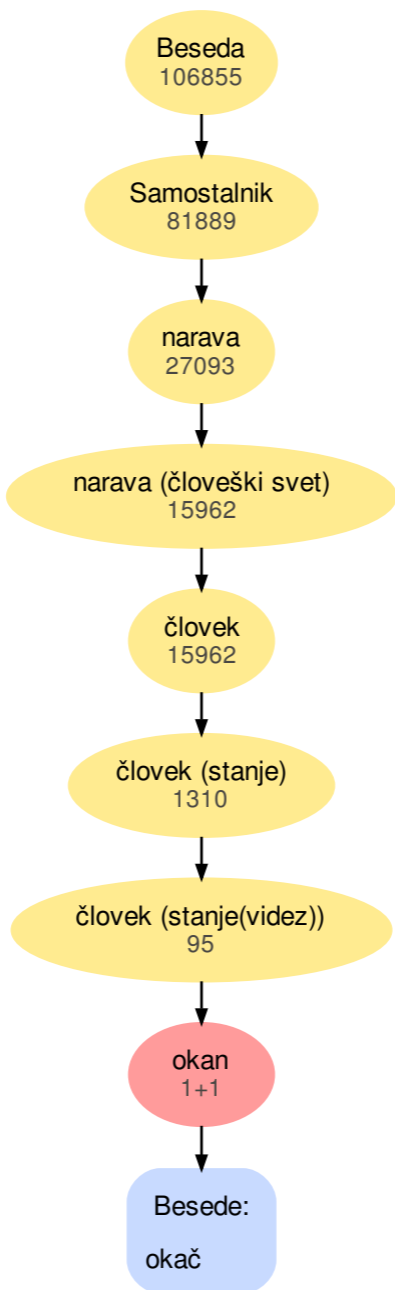 Beseda
106855
Samostalnik
81889
narava
27093
narava (človeški svet)
15962
človek
15962
človek (stanje)
1310
človek (stanje(videz))
95
okan
1+1
Besede:
okač